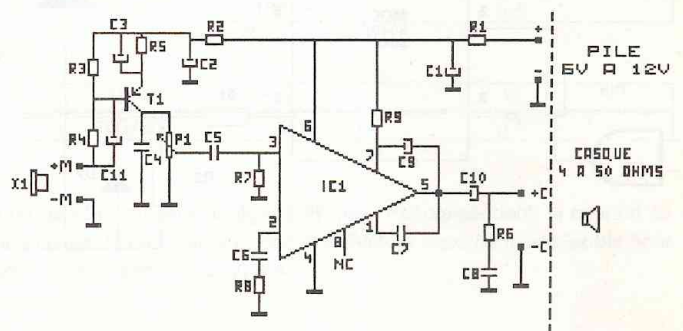 C3
R5
R2
R1
+
R3
C2
C1
-
T1
R9
6
R4
+M
C11
C4
P1
C5
3
7
C9
X1
-M
R7
IC1
5
C10
+C
2
1
C7
R6
C6
4
8
NC
-C
R8
C8
PILE
6V A 12V
CASQUE
4 A 50 OHMS